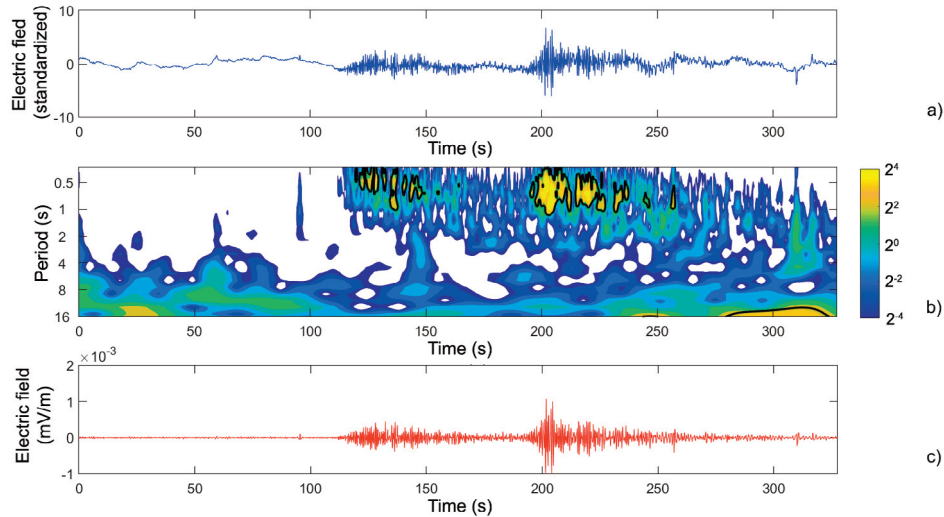 10
0
-10
Electric fied
(standardized)
0 50 100 150 200 250 300
Time (s)
a)
0.5
1
2
4
8
16
Period (s)
0 50 100 150 200 250 300
Time (s)
2^4
2^2
2^0
2^-2
2^-4
b)
× 10^-3
2
1
0
-1
Electric field
(mV/m)
0 50 100 150 200 250 300
Time (s)
c)